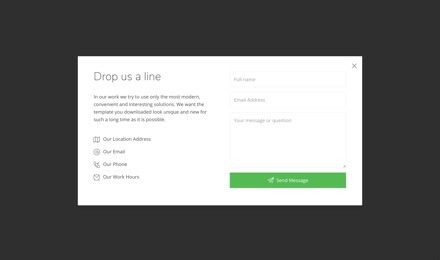 Drop us a line
In our work we try to use only the most modern,
convenient and interesting solutions. We want the
template you downloaded look unique and new for
such a long time as it is possible.
Our Location Address
Our Email
Our Phone
Our Work Hours
Full name
Email Address
Your message or question
Send Message